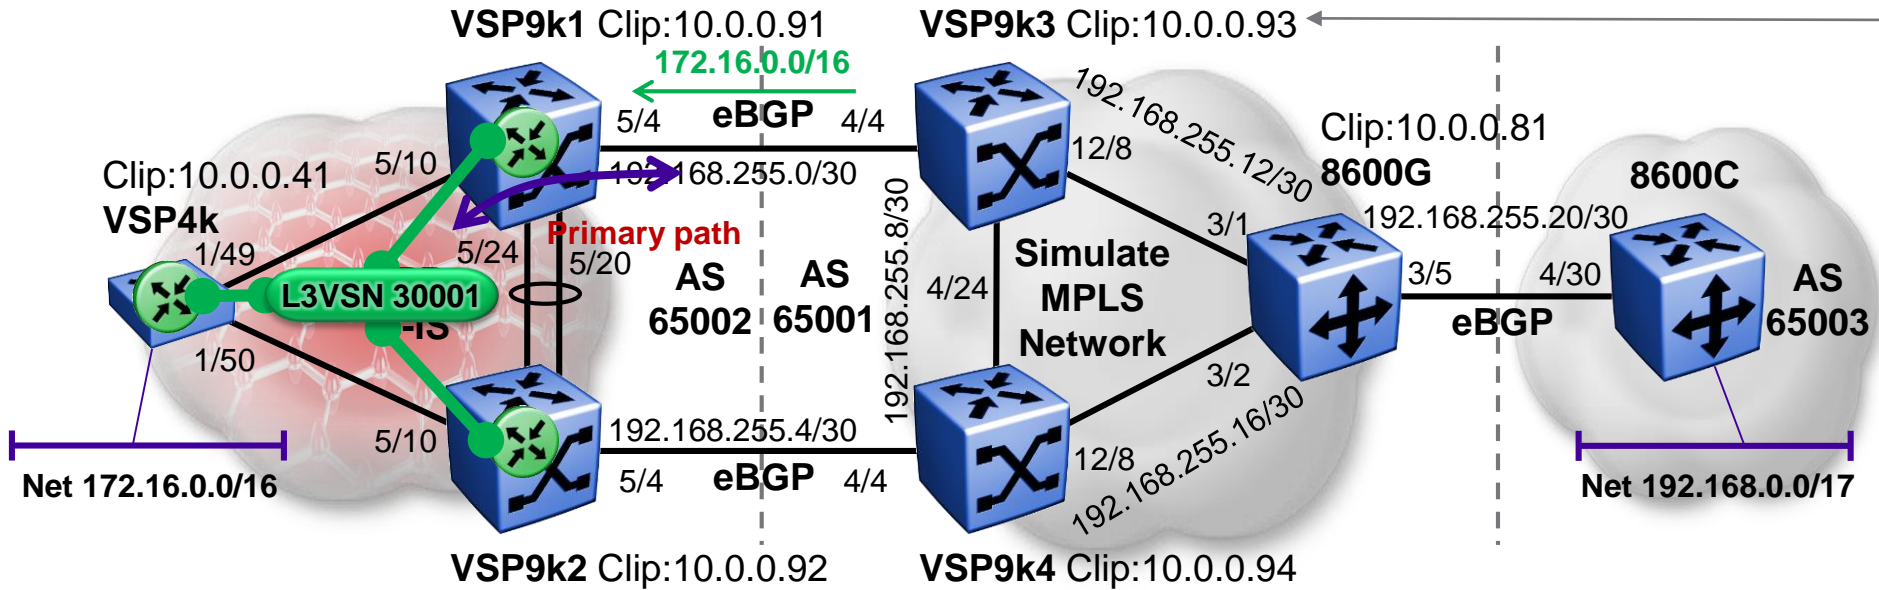 VSP9k1 Clip:10.0.0.91
VSP9k3 Clip:10.0.0.93
172.16.0.0/16
5/4
eBGP
4/4
192.168.255.0/30
12/8
192.168.255.12/30
Clip:10.0.0.81
8600G
8600C
Clip:10.0.0.41
VSP4k
5/10
1/49
Primary path
5/24
5/20
192.168.255.8/30
3/1
192.168.255.20/30
L3VSN 30001
-IS
AS
65002
AS
65001
4/24
Simulate
MPLS
Network
3/5
4/30
eBGP
AS
65003
1/50
5/10
3/2
192.168.255.16/30
192.168.255.4/30
5/4
eBGP
4/4
12/8
Net 172.16.0.0/16
Net 192.168.0.0/17
VSP9k2 Clip:10.0.0.92
VSP9k4 Clip:10.0.0.94